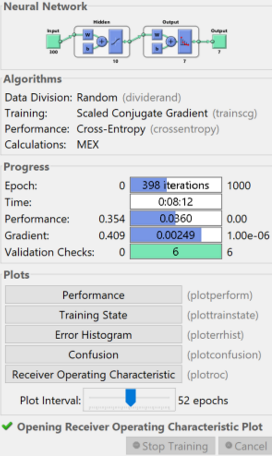 Neural Network
Hidden Output
Input Output
W W
b b
300 10 7 7
Algorithms
Data Division: Random (dividerand)
Training: Scaled Conjugate Gradient (trainscg)
Performance: Cross-Entropy (crossentropy)
Calculations: MEX
Progress
Epoch: 0 398 iterations 1000
Time: 0:08:12
Performance: 0.354 0.0360 0.00
Gradient: 0.409 0.00249 1.00e-06
Validation Checks: 0 6 6
Plots
Performance (plotperform)
Training State (plottrainstate)
Error Histogram (ploterrhist)
Confusion (plotconfusion)
Receiver Operating Characteristic (plotroc)
Plot Interval: 52 epochs
Opening Receiver Operating Characteristic Plot
Stop Training Cancel